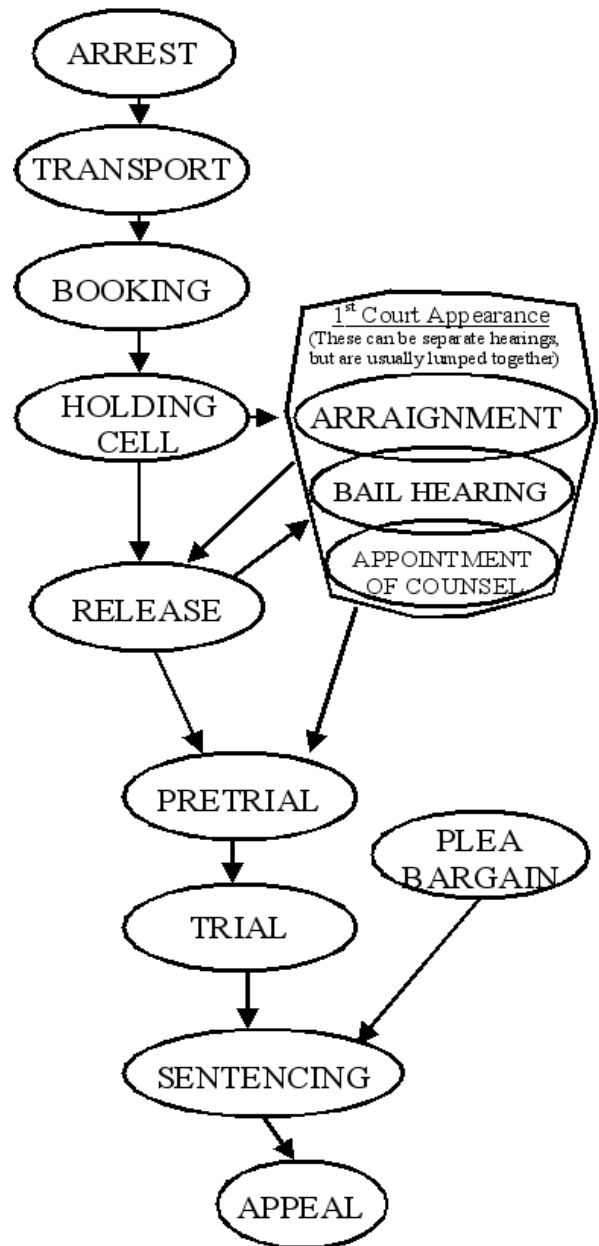 ARREST
TRANSPORT
BOOKING
HOLDING
CELL
1st Court Appearance
(These can be separate hearings,
but are usually lumped together)
ARRAIGNMENT
BAIL HEARING
APPOINTMENT
OF COUNSEL
RELEASE
PRETRIAL
PLEA
BARGAIN
TRIAL
SENTENCING
APPEAL